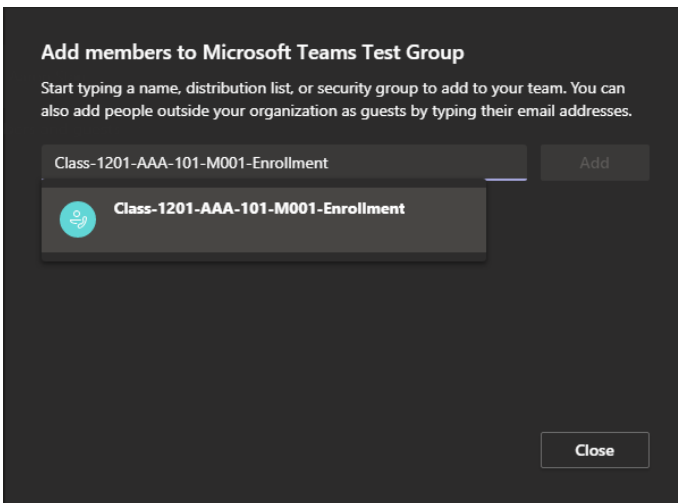 Add members to Microsoft Teams Test Group
Start typing a name, distribution list, or security group to add to your team. You can
also add people outside your organization as guests by typing their email addresses.
Class-1201-AAA-101-M001-Enrollment
Add
Class-1201-AAA-101-M001-Enrollment
Close